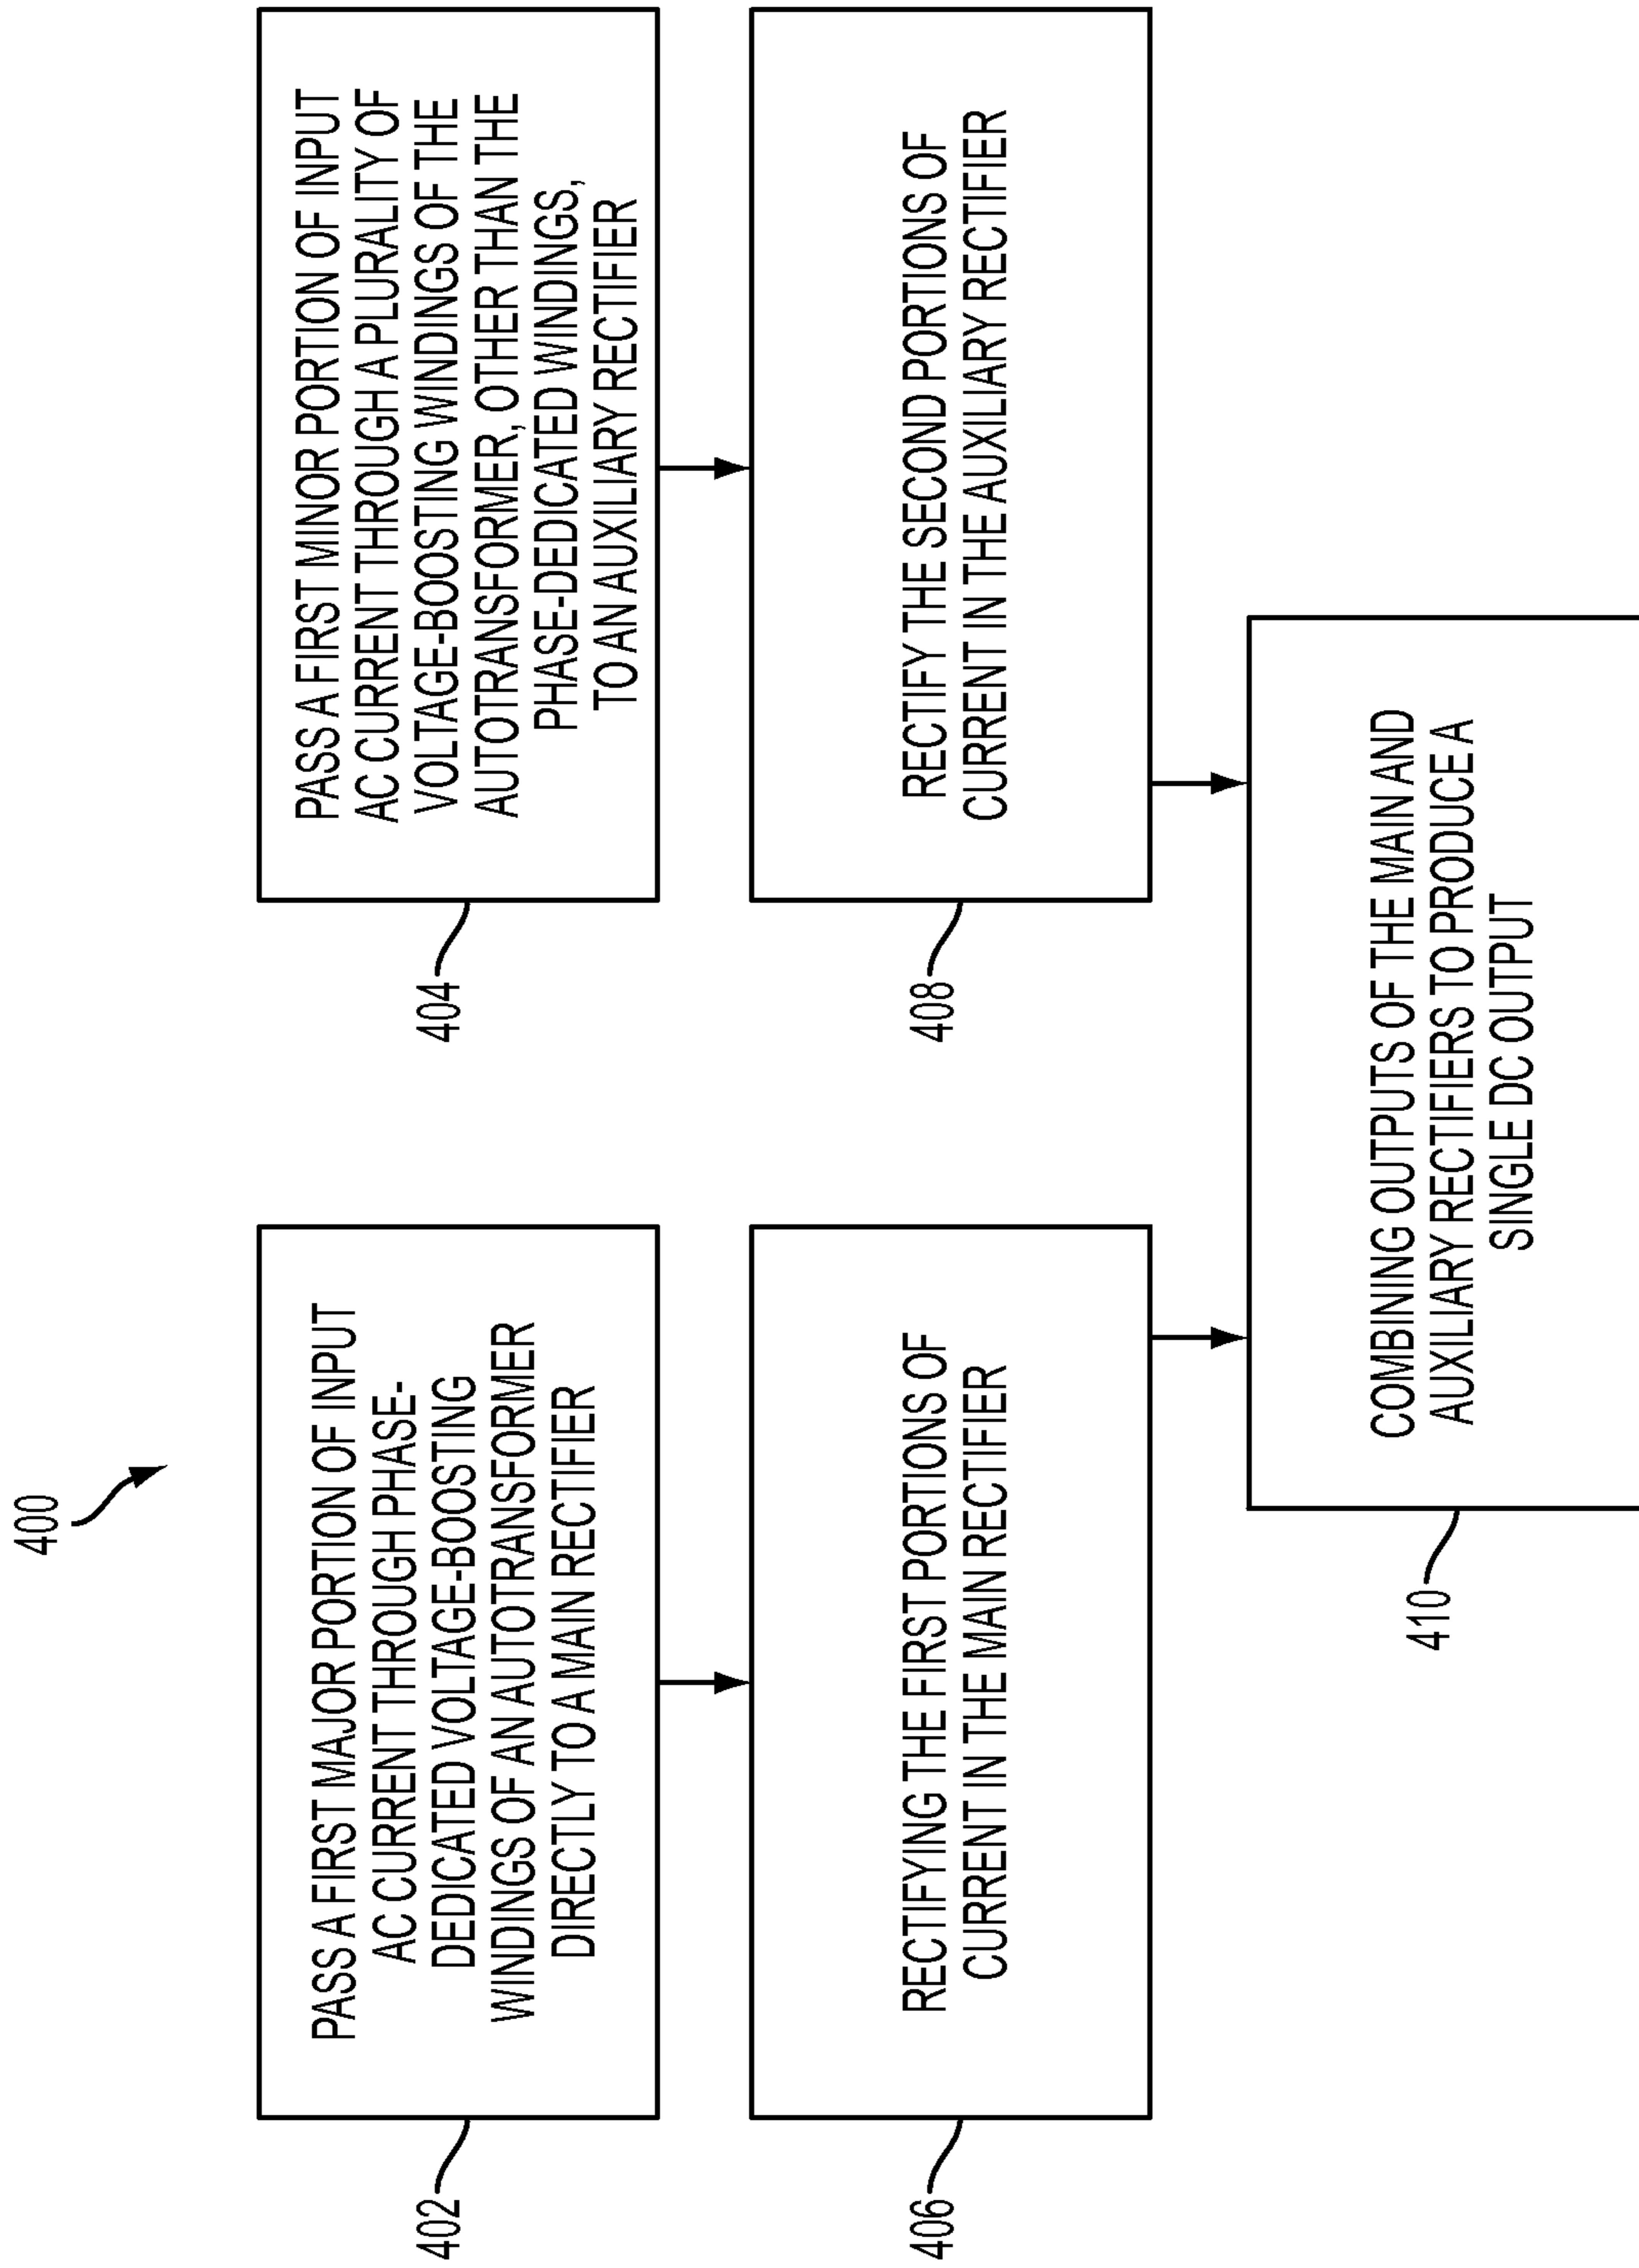 400
402
PASS A FIRST MAJOR PORTION OF INPUT
AC CURRENT THROUGH PHASE-
DEDICATED VOLTAGE-BOOSTING
WINDINGS OF AN AUTOTRANSFORMER
DIRECTLY TO A MAIN RECTIFIER
404
PASS A FIRST MINOR PORTION OF INPUT
AC CURRENT THROUGH A PLURALITY OF
VOLTAGE-BOOSTING WINDINGS OF THE
AUTOTRANSFORMER, OTHER THAN THE
PHASE-DEDICATED WINDINGS,
TO AN AUXILIARY RECTIFIER
406
RECTIFYING THE FIRST PORTIONS OF
CURRENT IN THE MAIN RECTIFIER
408
RECTIFY THE SECOND PORTIONS OF
CURRENT IN THE AUXILIARY RECTIFIER
410
COMBINING OUTPUTS OF THE MAIN AND
AUXILIARY RECTIFIERS TO PRODUCE A
SINGLE DC OUTPUT